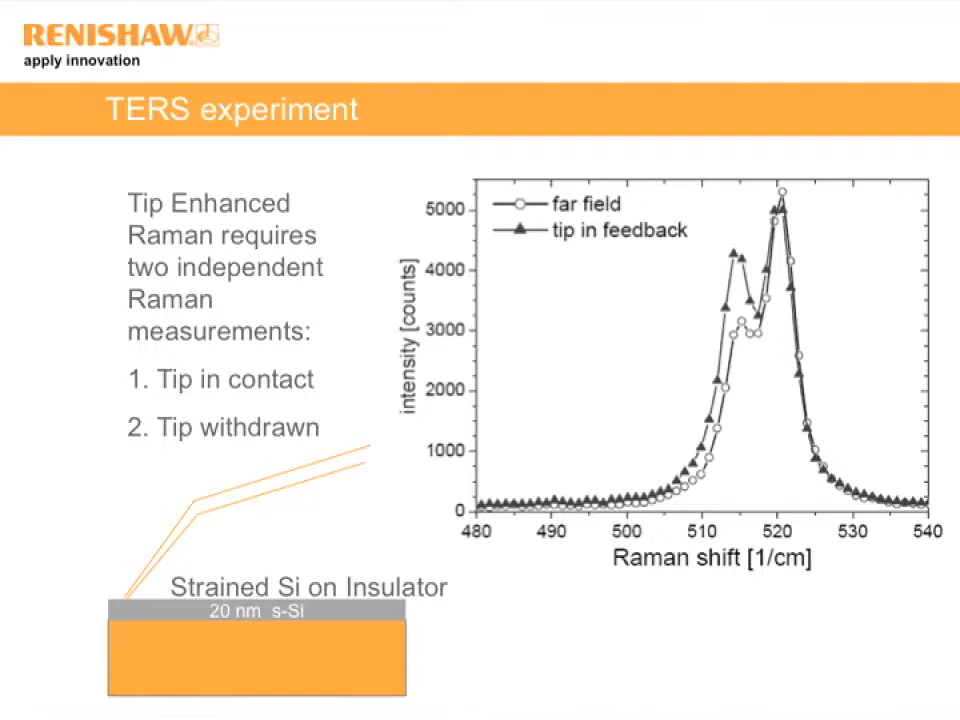 RENISHAW
apply innovation
TERS experiment
Tip Enhanced
Raman requires
two independent
Raman
measurements:
1. Tip in contact
2. Tip withdrawn
far field
tip in feedback
intensity [counts]
5000
4000
3000
2000
1000
0
480 490 500 510 520 530 540
Raman shift [1/cm]
Strained Si on Insulator
20 nm s-Si